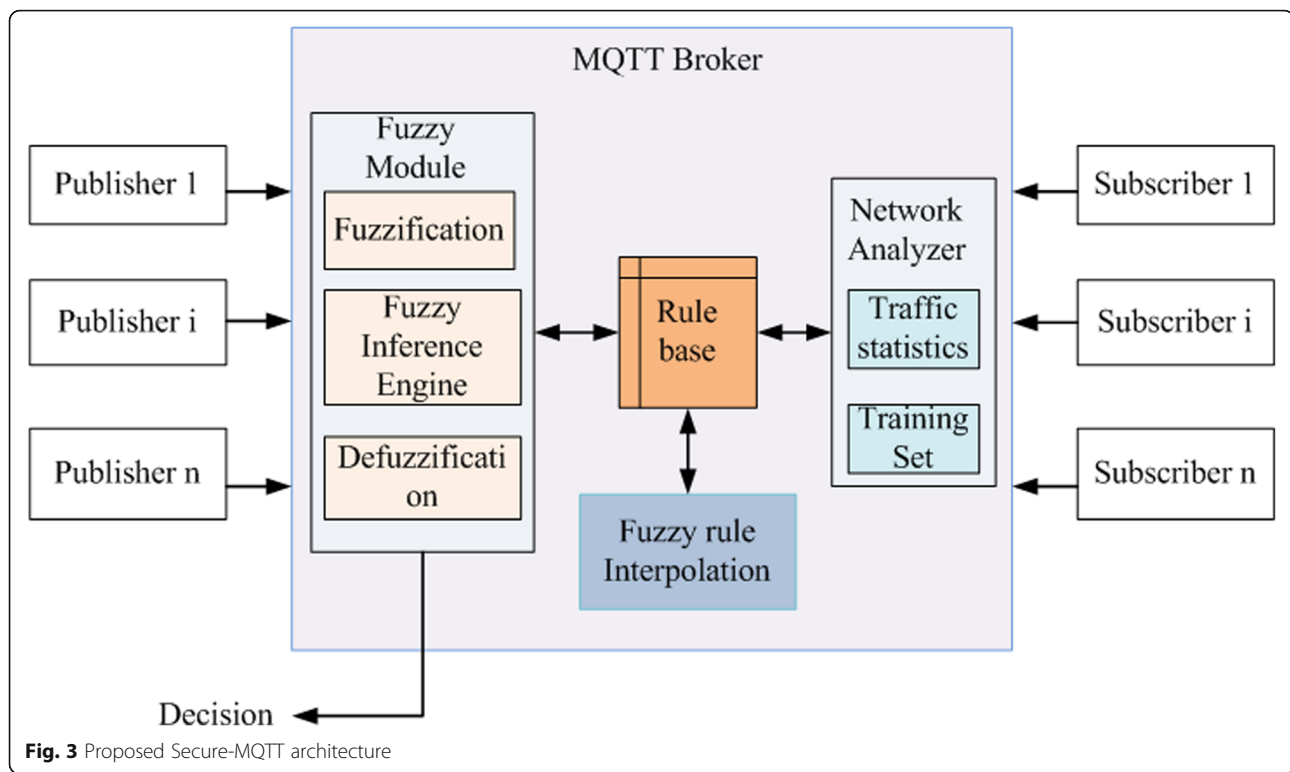 MQTT Broker
Publisher 1
Publisher i
Publisher n
Fuzzy
Module
Fuzzification
Fuzzy
Inference
Engine
Defuzzificati
on
Rule
base
Fuzzy rule
Interpolation
Network
Analyzer
Traffic
statistics
Training
Set
Subscriber 1
Subscriber i
Subscriber n
Decision
Fig. 3 Proposed Secure-MQTT architecture